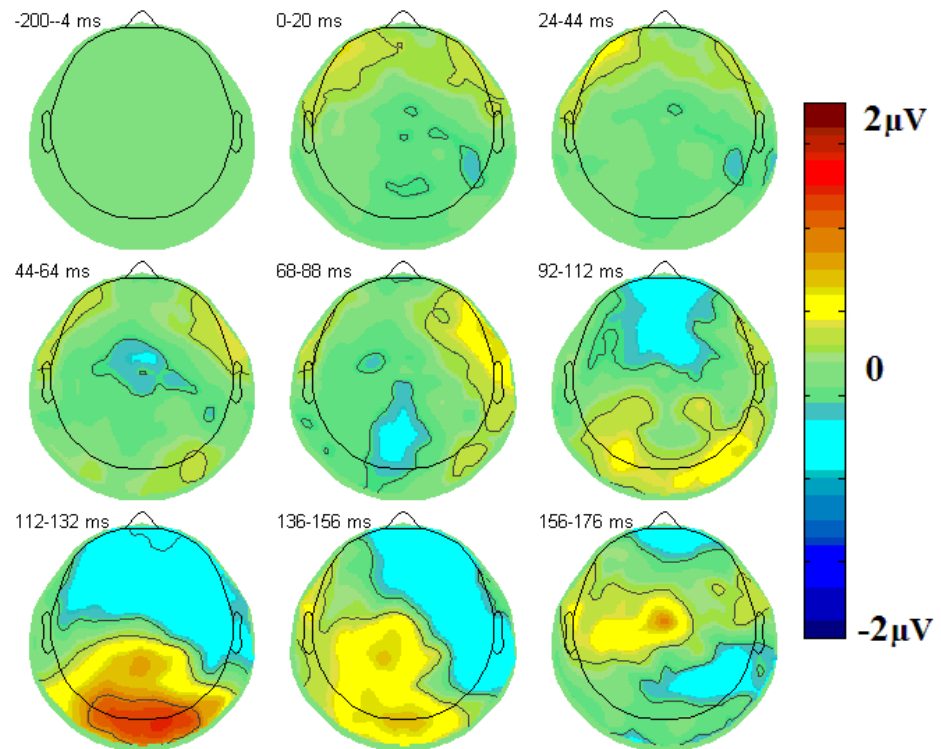 -200--4 ms
0-20 ms
24-44 ms
44-64 ms
68-88 ms
92-112 ms
112-132 ms
136-156 ms
156-176 ms
2μV
0
-2μV